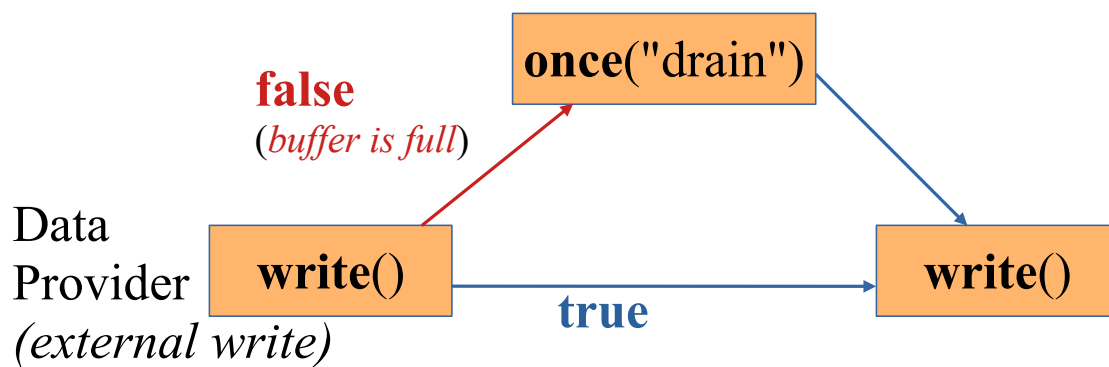 once("drain")
false
(buffer is full)
Data
Provider
(external write)
write()
true
write()